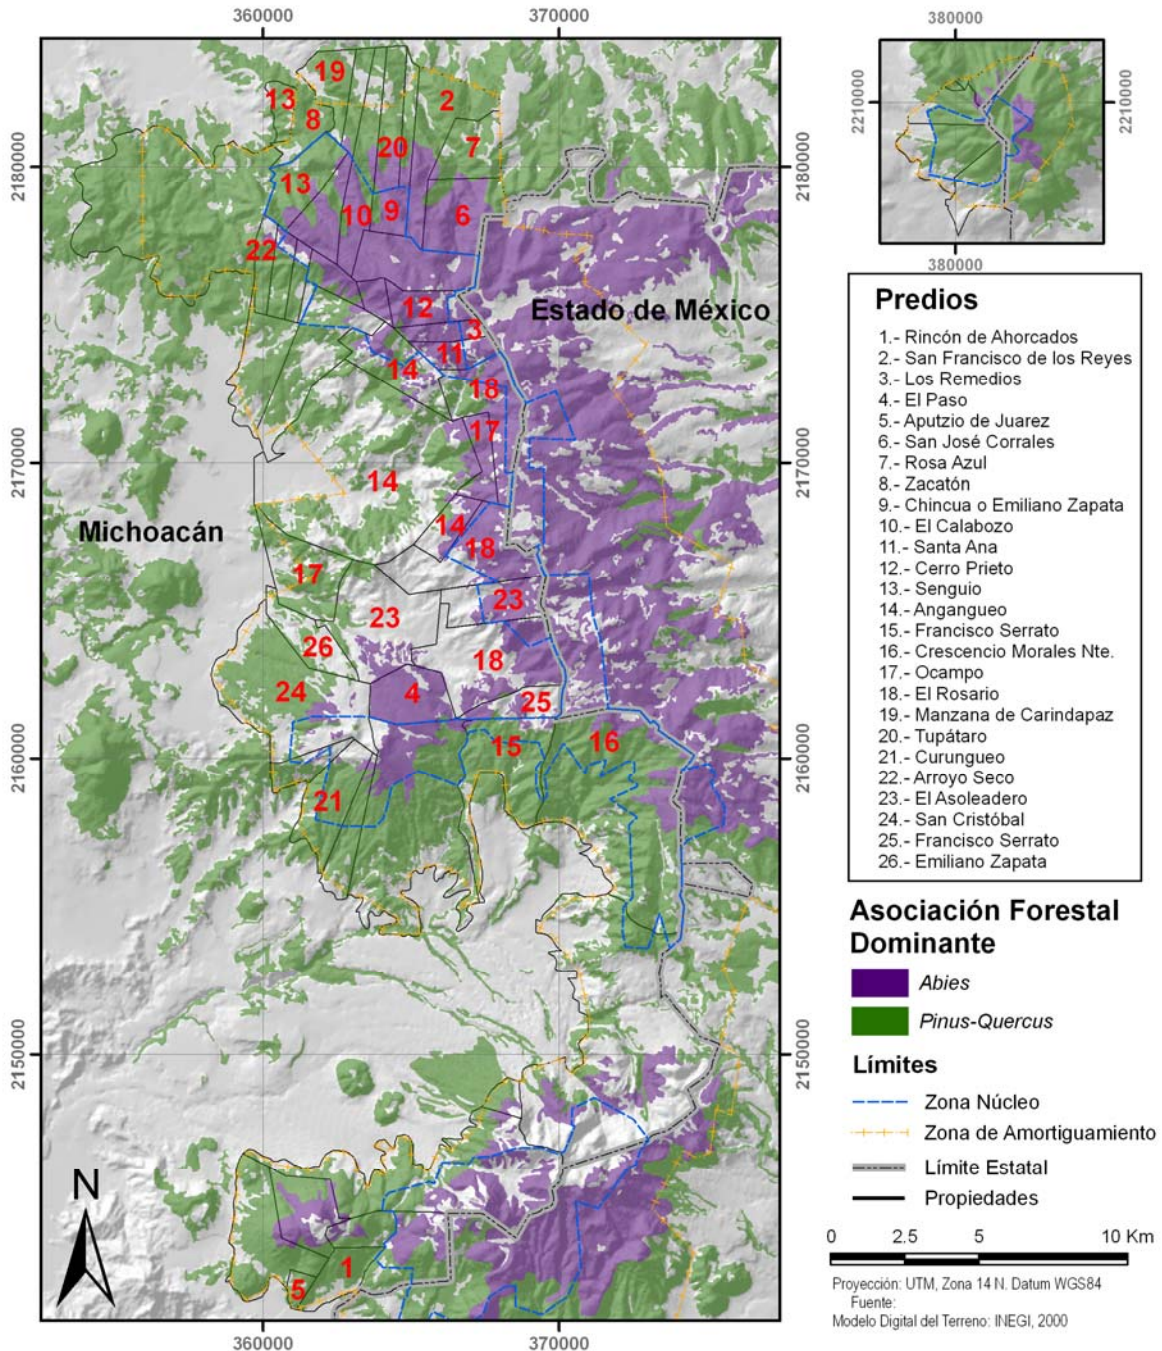 360000
370000
380000
2210000
2210000
380000
2180000
2180000
2170000
2170000
2160000
2160000
2150000
2150000
360000
370000
19
13
8
2
20
7
13
10
9
6
22
12
3
11
14
18
17
14
14
18
17
23
23
26
18
24
4
25
15
16
21
1
5
Estado de México
Michoacán
N
Predios
1.- Rincón de Ahorcados
2.- San Francisco de los Reyes
3.- Los Remedios
4.- El Paso
5.- Aputzio de Juarez
6.- San José Corrales
7.- Rosa Azul
8.- Zacatón
9.- Chincua o Emiliano Zapata
10.- El Calabozo
11.- Santa Ana
12.- Cerro Prieto
13.- Senguio
14.- Angangueo
15.- Francisco Serrato
16.- Crescencio Morales Nte.
17.- Ocampo
18.- El Rosario
19.- Manzana de Carindapaz
20.- Tupátaro
21.- Curungueo
22.- Arroyo Seco
23.- El Asoleadero
24.- San Cristóbal
25.- Francisco Serrato
26.- Emiliano Zapata
Asociación Forestal
Dominante
Abies
Pinus-Quercus
Límites
Zona Núcleo
Zona de Amortiguamiento
Límite Estatal
Propiedades
0 2.5 5 10 Km
Proyección: UTM, Zona 14 N. Datum WGS84
Fuente:
Modelo Digital del Terreno: INEGI, 2000